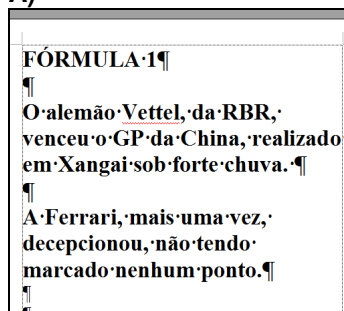 A)
FÓRMULA·1¶
¶
O·alemão·Vettel,·da·RBR,·
venceu·o·GP·da·China,·realizado·
em·Xangai·sob·forte·chuva.·¶
¶
A·Ferrari,·mais·uma·vez,·
decepcionou,·não·tendo·
marcado·nenhum·ponto.¶
¶
¶